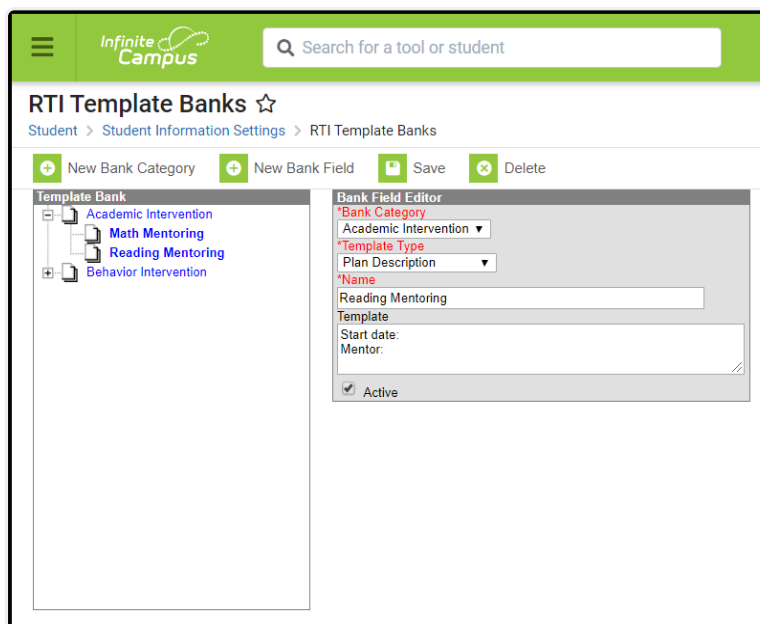 Infinite Campus
Search for a tool or student
RTI Template Banks
Student > Student Information Settings > RTI Template Banks
New Bank Category New Bank Field Save Delete
Template Bank
Academic Intervention
Math Mentoring
Reading Mentoring
Behavior Intervention
Bank Field Editor
*Bank Category
Academic Intervention
*Template Type
Plan Description
*Name
Reading Mentoring
Template
Start date:
Mentor:
Active